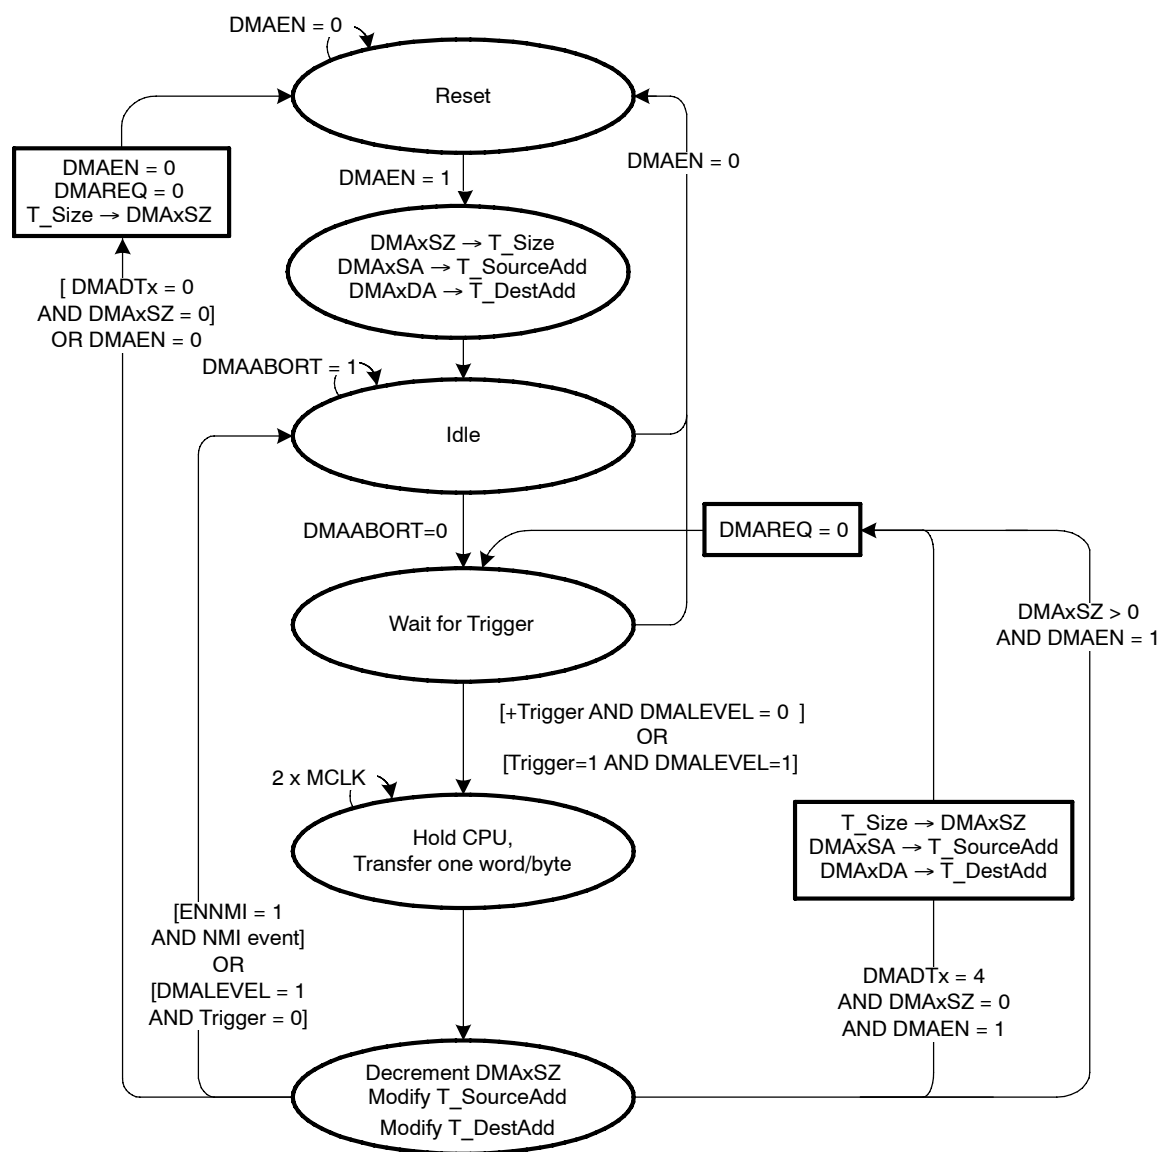 DMAEN = 0
Reset
DMAEN = 0
DMAREQ = 0
T_Size → DMAxSZ
DMAEN = 1
DMAEN = 0
DMAxSZ → T_Size
DMAxSA → T_SourceAdd
DMAxDA → T_DestAdd
[ DMADTx = 0
AND DMAxSZ = 0]
OR DMAEN = 0
DMAABORT = 1
Idle
DMAABORT=0
DMAREQ = 0
Wait for Trigger
DMAxSZ > 0
AND DMAEN = 1
[+Trigger AND DMALEVEL = 0 ]
OR
[Trigger=1 AND DMALEVEL=1]
2 x MCLK
Hold CPU,
Transfer one word/byte
T_Size → DMAxSZ
DMAxSA → T_SourceAdd
DMAxDA → T_DestAdd
[ENNMI = 1
AND NMI event]
OR
[DMALEVEL = 1
AND Trigger = 0]
DMADTx = 4
AND DMAxSZ = 0
AND DMAEN = 1
Decrement DMAxSZ
Modify T_SourceAdd
Modify T_DestAdd